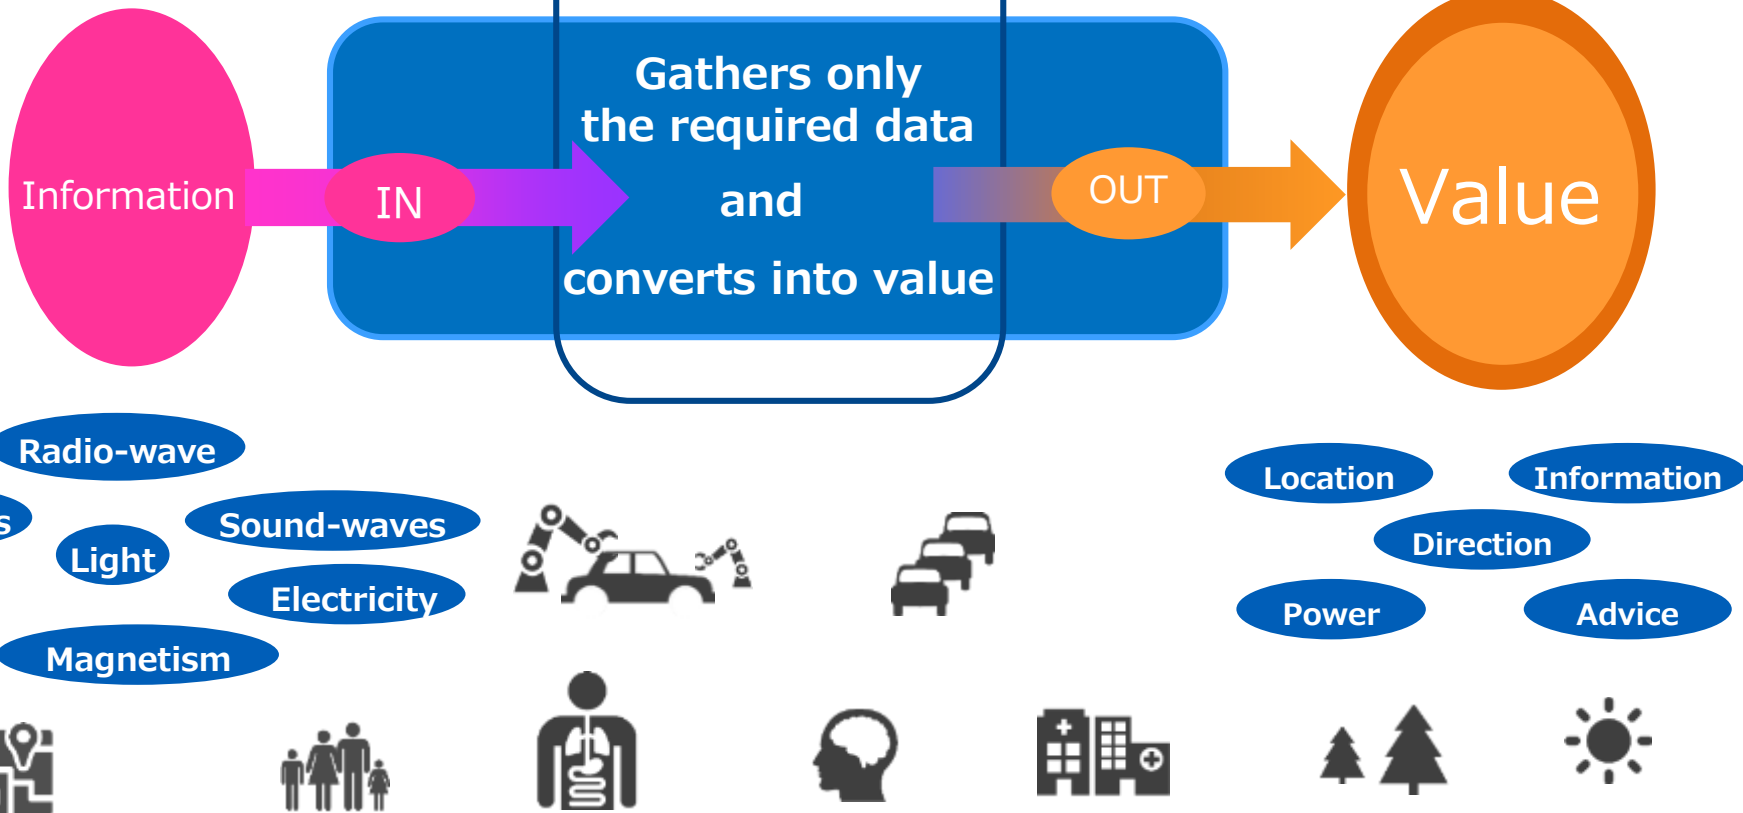 Gathers only
the required data
and
converts into value
Information
IN
OUT
Value
Radio-wave
s
Light
Sound-waves
Electricity
Magnetism
Location
Information
Direction
Power
Advice